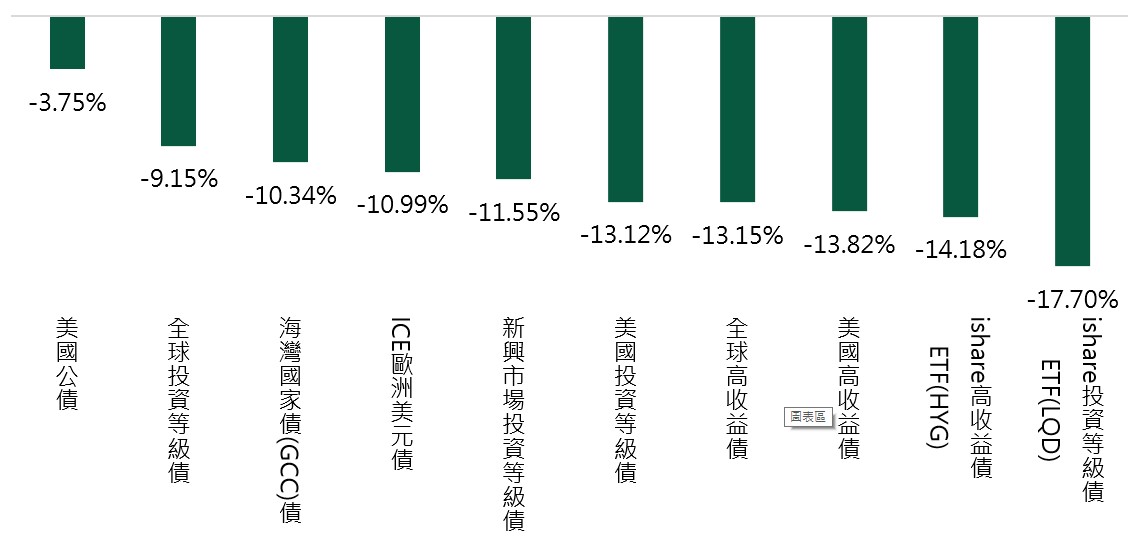 -3.75%
-9.15%
-10.34%
-10.99%
-11.55%
-13.12%
-13.15%
-13.82%
-14.18%
-17.70%
美國公債
全球投資等級債
海灣國家債(GCC)債
ICE歐洲美元債
新興市場投資等級債
美國投資等級債
全球高收益債
圖表區
美國高收益債
ishare高收益債
ETF(HYG)
ishare投資等級債
ETF(LQD)